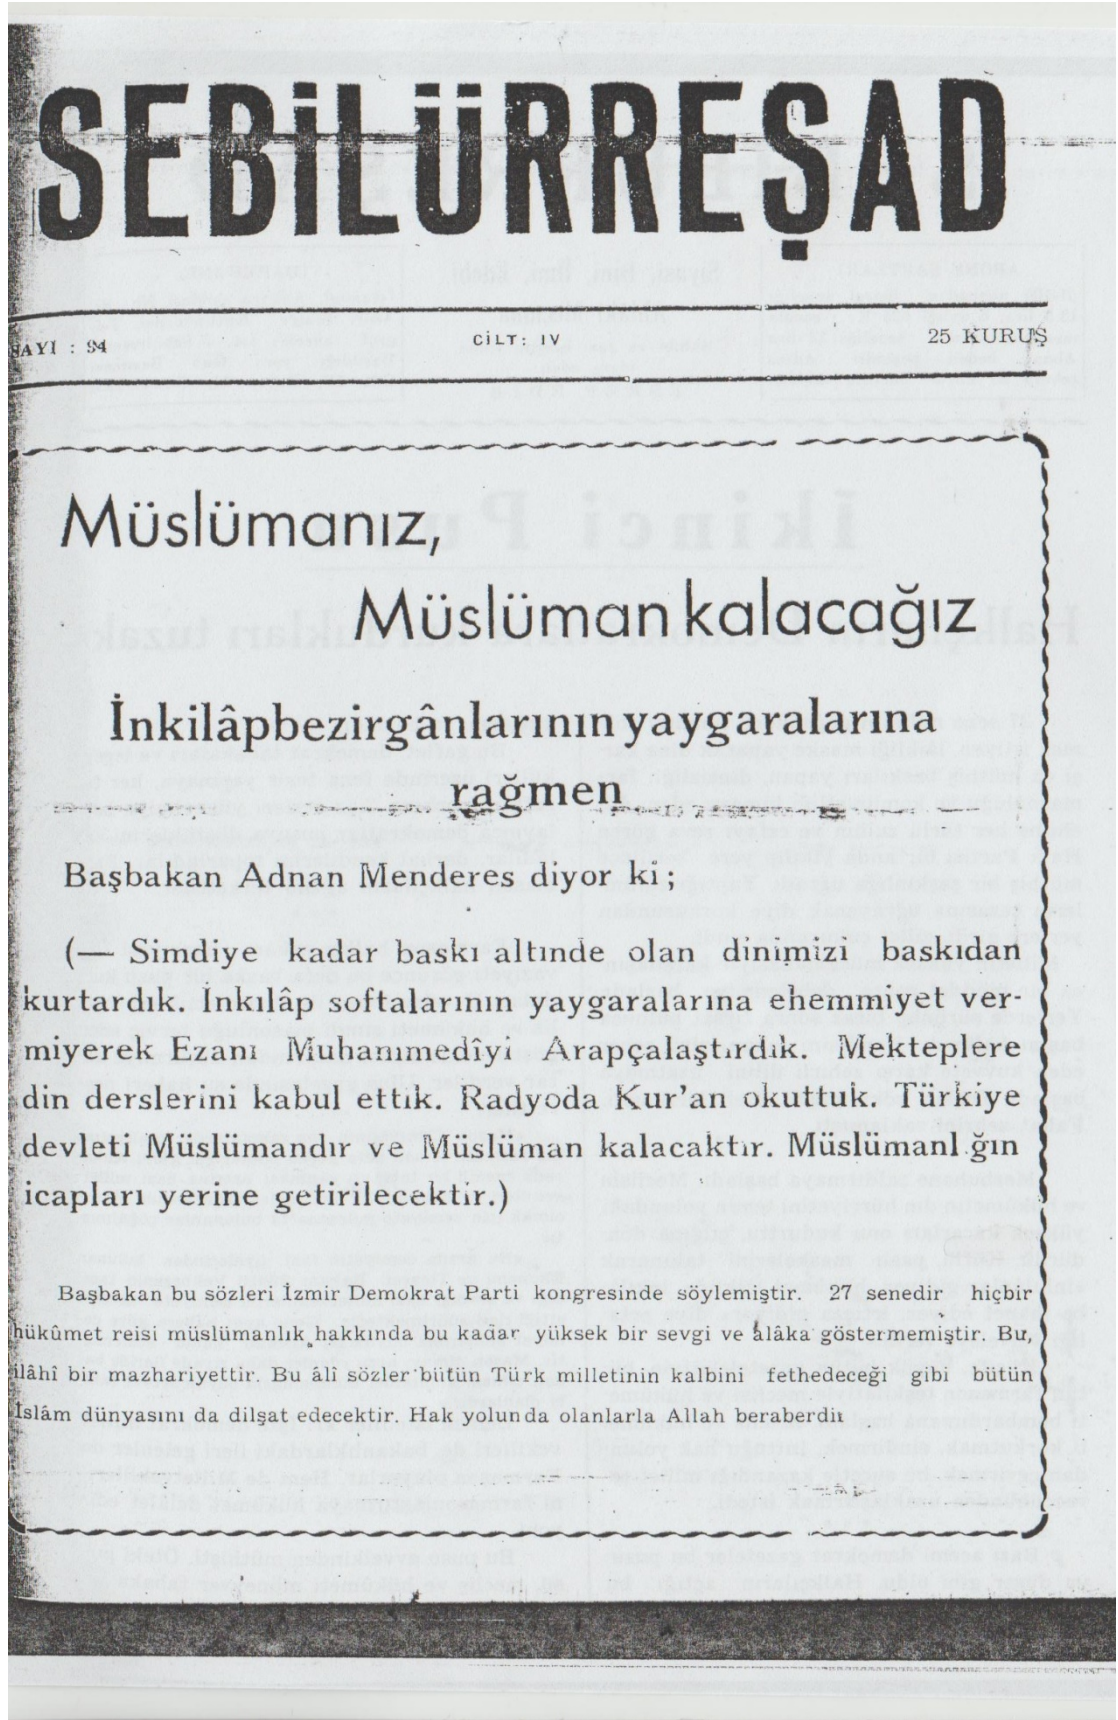 SEBİLÜRREŞAD
SAYI : 94 CİLT: IV 25 KURUŞ
Müslümanız,
Müslüman kalacağız
İnkilâpbezirgânlarının yaygaralarına
rağmen
Başbakan Adnan Menderes diyor ki ;
(— Simdiye kadar baskı altınde olan dinimizi baskıdan
kurtardık. İnkılâp softalarının yaygaralarına ehemmiyet ver-
miyerek Ezanı Muhammedîyi Arapçalaştırdık. Mekteplere
din derslerini kabul ettik. Radyoda Kur'an okuttuk. Türkiye
devleti Müslümandır ve Müslüman kalacaktır. Müslümanl.ğın
icapları yerine getirilecektir.)
Başbakan bu sözleri İzmir Demokrat Parti kongresinde söylemiştir. 27 senedir hiçbir
hükûmet reisi müslümanlık hakkında bu kadar yüksek bir sevgi ve alâka göstermemiştir. Bu,
ilâhî bir mazhariyettir. Bu âlî sözler bütün Türk milletinin kalbini fethedeceği gibi bütün
İslâm dünyasını da dilşat edecektir. Hak yolunda olanlarla Allah beraberdir